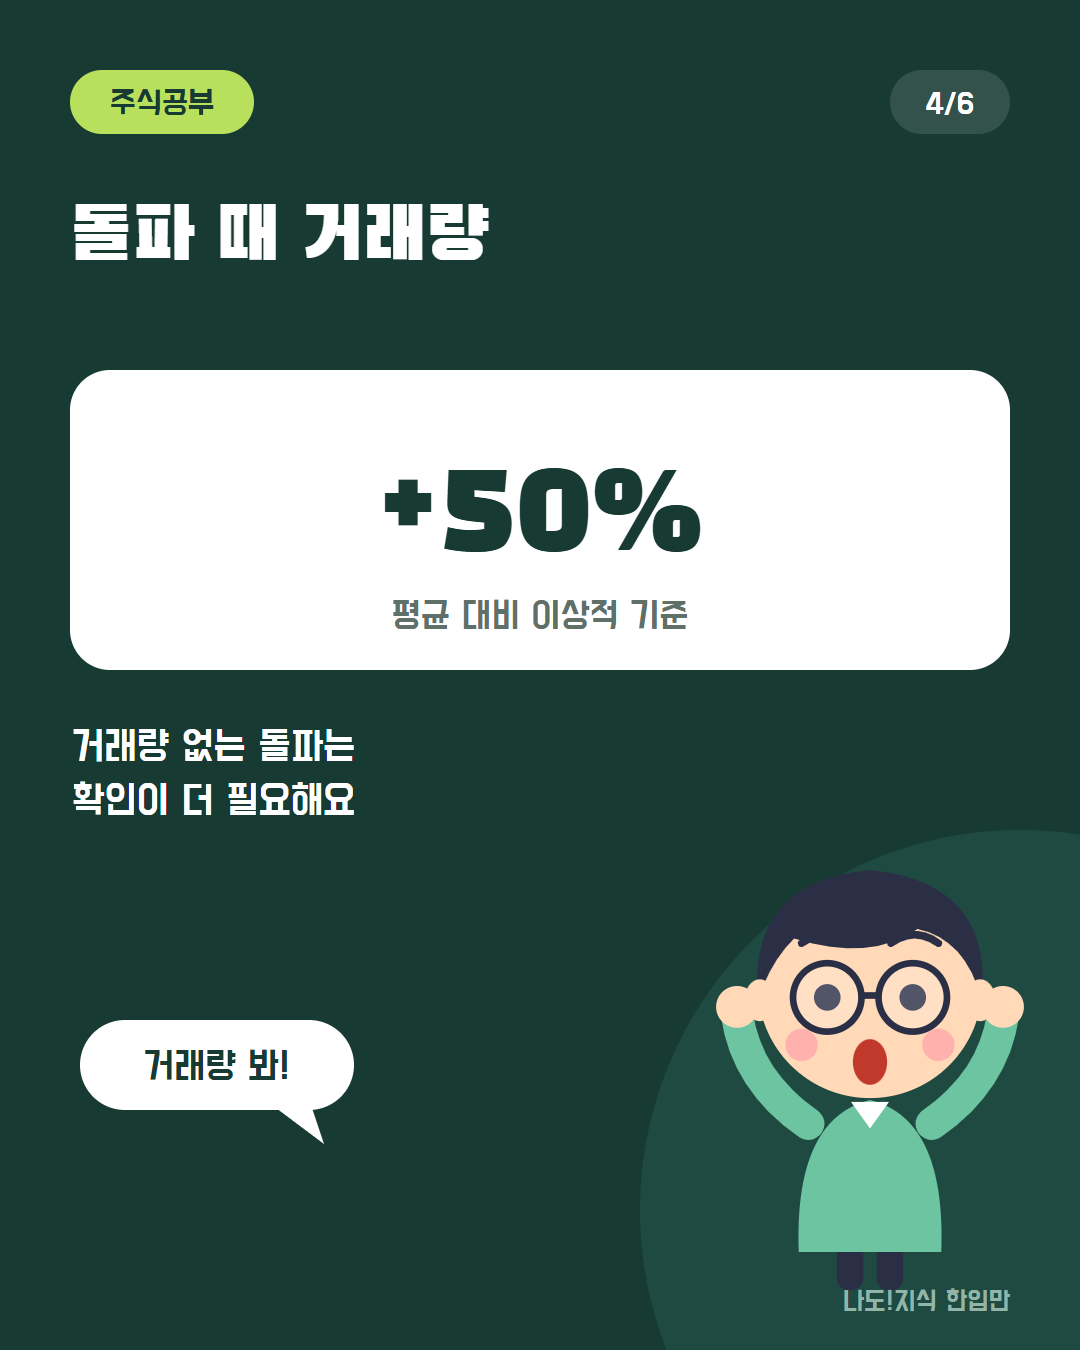 주식공부
4/6
돌파 때 거래량
+50%
평균 대비 이상적 기준
거래량 없는 돌파는
확인이 더 필요해요
거래량 봐!
나도!지식 한입만